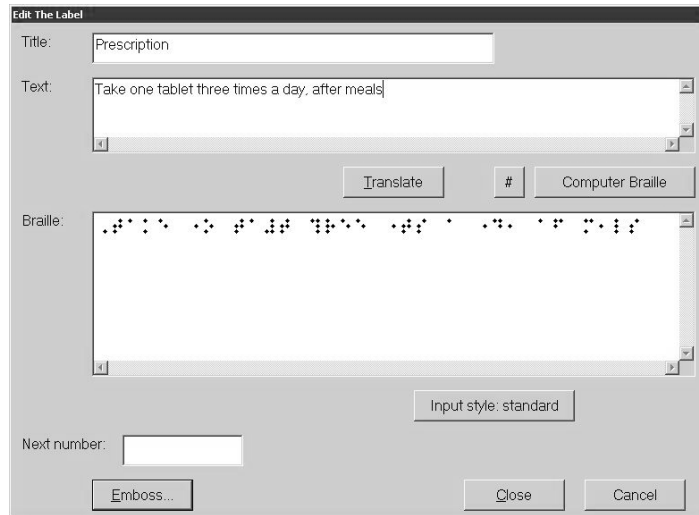 Edit The Label
Title:
Prescription
Text:
Take one tablet three times a day, after meals
Translate
#
Computer Braille
Braille:
⠠⠞⠁⠅⠑ ⠐⠕ ⠞⠁⠼⠞ ⠹⠗⠑⠑ ⠐⠞⠎ ⠁ ⠐⠙⠂ ⠁⠋ ⠍⠂⠇⠎
Input style: standard
Next number:
Emboss...
Close
Cancel